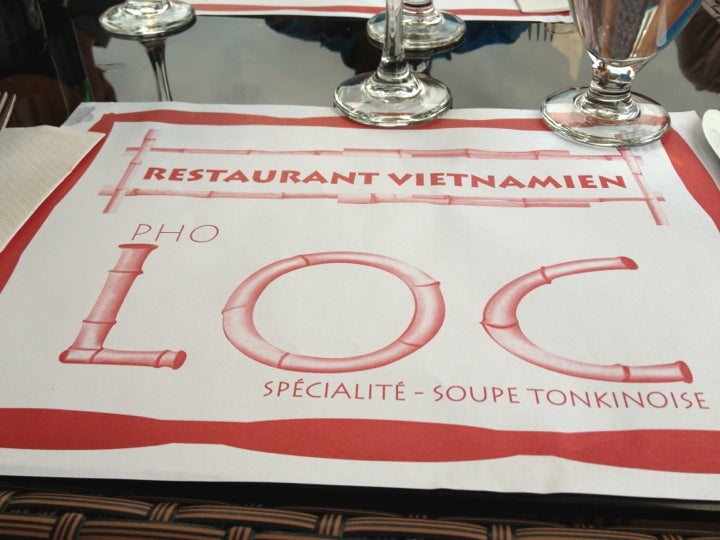 RESTAURANT VIETNAMIEN
PHO
LOC
SPÉCIALITÉ - SOUPE TONKINOISE